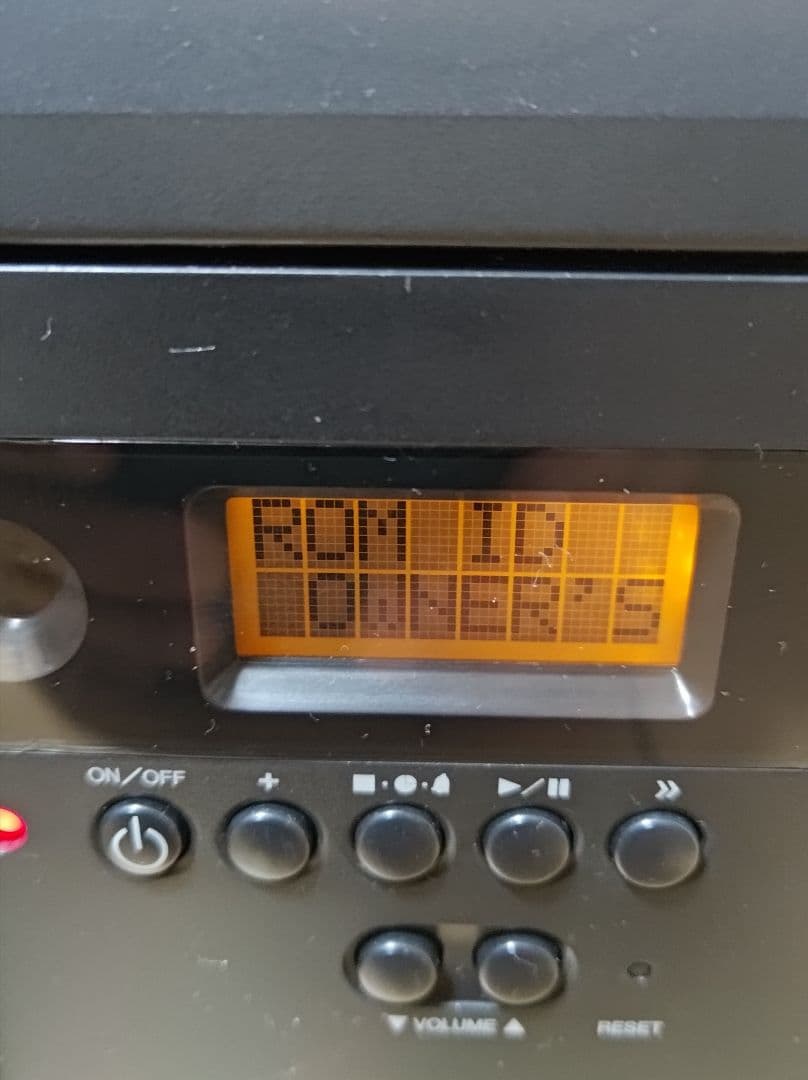 ROM ID
OWNER'S
ON/OFF
+
VOLUME
RESET